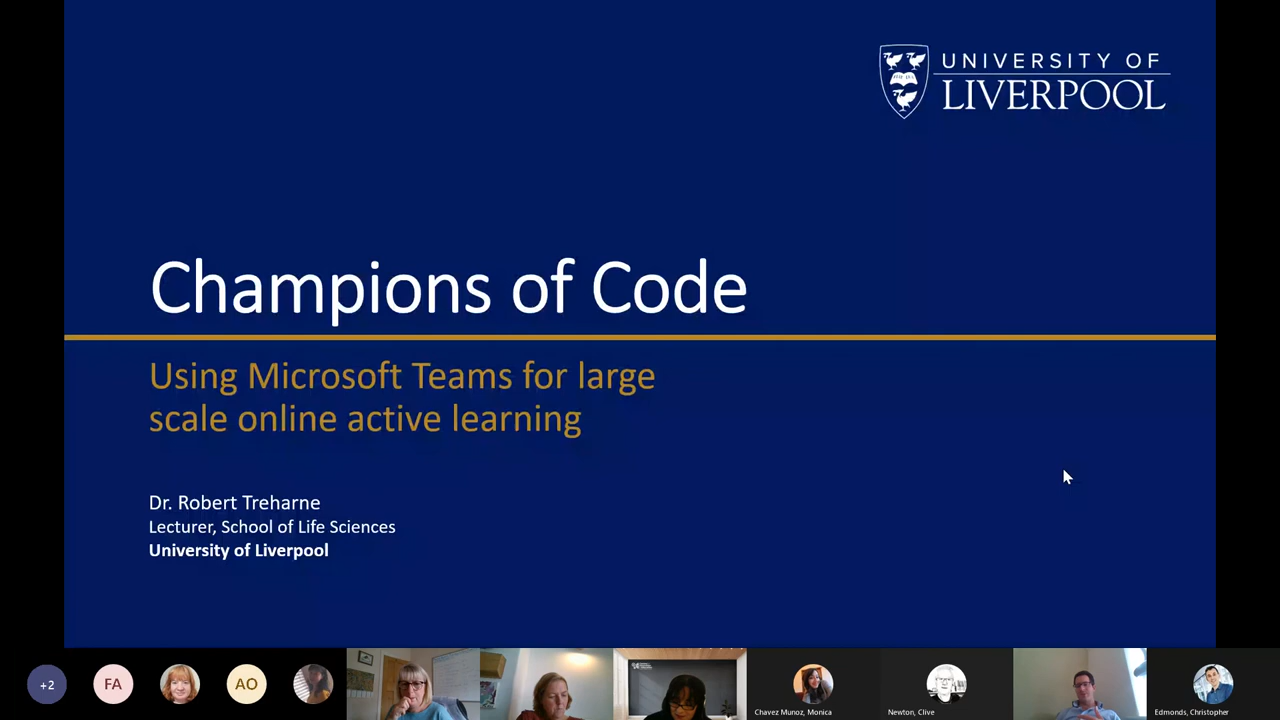 UNIVERSITY OF
LIVERPOOL
Champions of Code
Using Microsoft Teams for large
scale online active learning
Dr. Robert Treharne
Lecturer, School of Life Sciences
University of Liverpool
+2
FA
AO
Chavez Munoz, Monica
Newton, Clive
Edmonds, Christopher